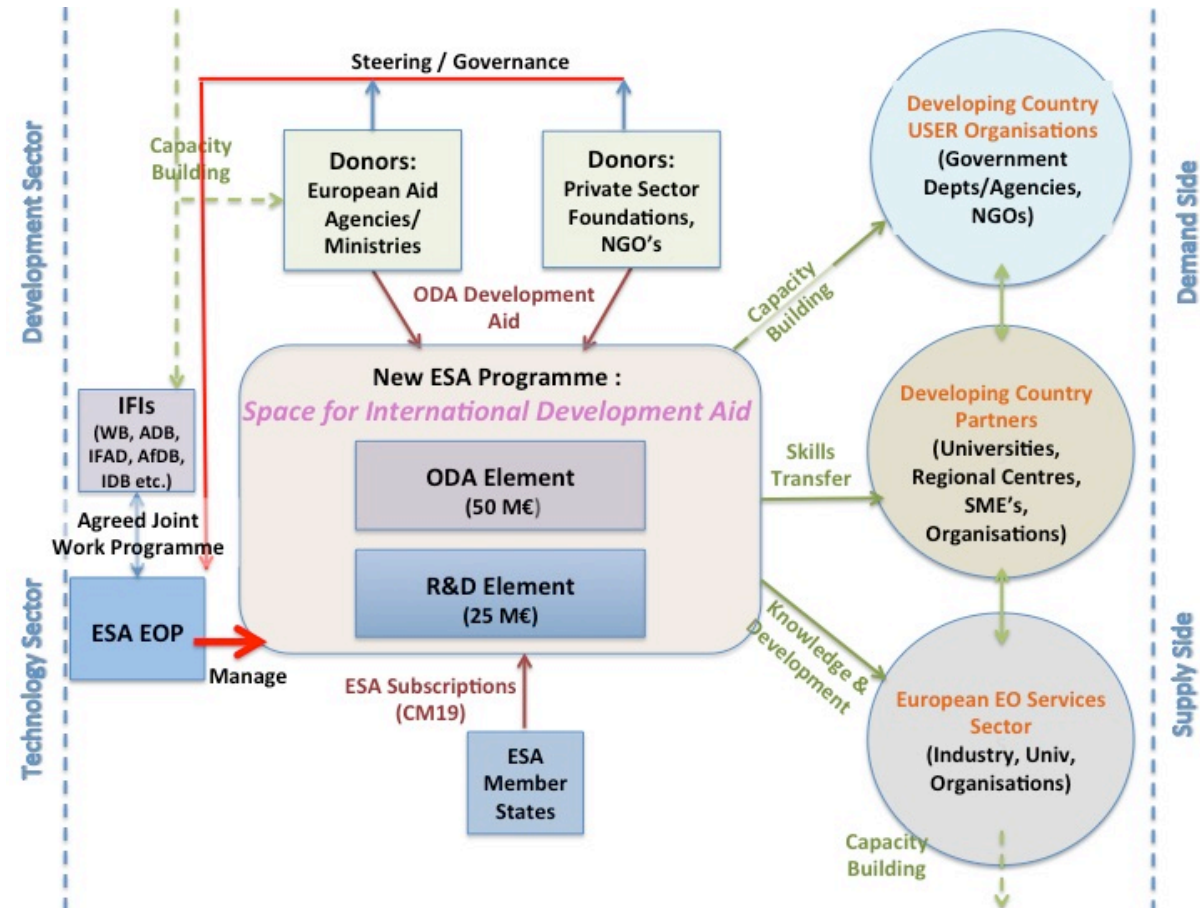 Steering / Governance
Development Sector
Capacity
Building
Donors:
European Aid
Agencies/
Ministries
Donors:
Private Sector
Foundations,
NGO's
Developing Country
USER Organisations
(Government
Depts/Agencies,
NGOs)
Demand Side
ODA Development
Aid
Capacity
Building
New ESA Programme :
Space for International Development Aid
ODA Element
(50 M€)
R&D Element
(25 M€)
IFIs
(WB, ADB,
IFAD, AfDB,
IDB etc.)
Agreed Joint
Work Programme
Skills
Transfer
Developing Country
Partners
(Universities,
Regional Centres,
SME's,
Organisations)
Technology Sector
ESA EOP
Manage
ESA Subscriptions
(CM19)
ESA
Member
States
Knowledge &
Development
European EO Services
Sector
(Industry, Univ,
Organisations)
Supply Side
Capacity
Building